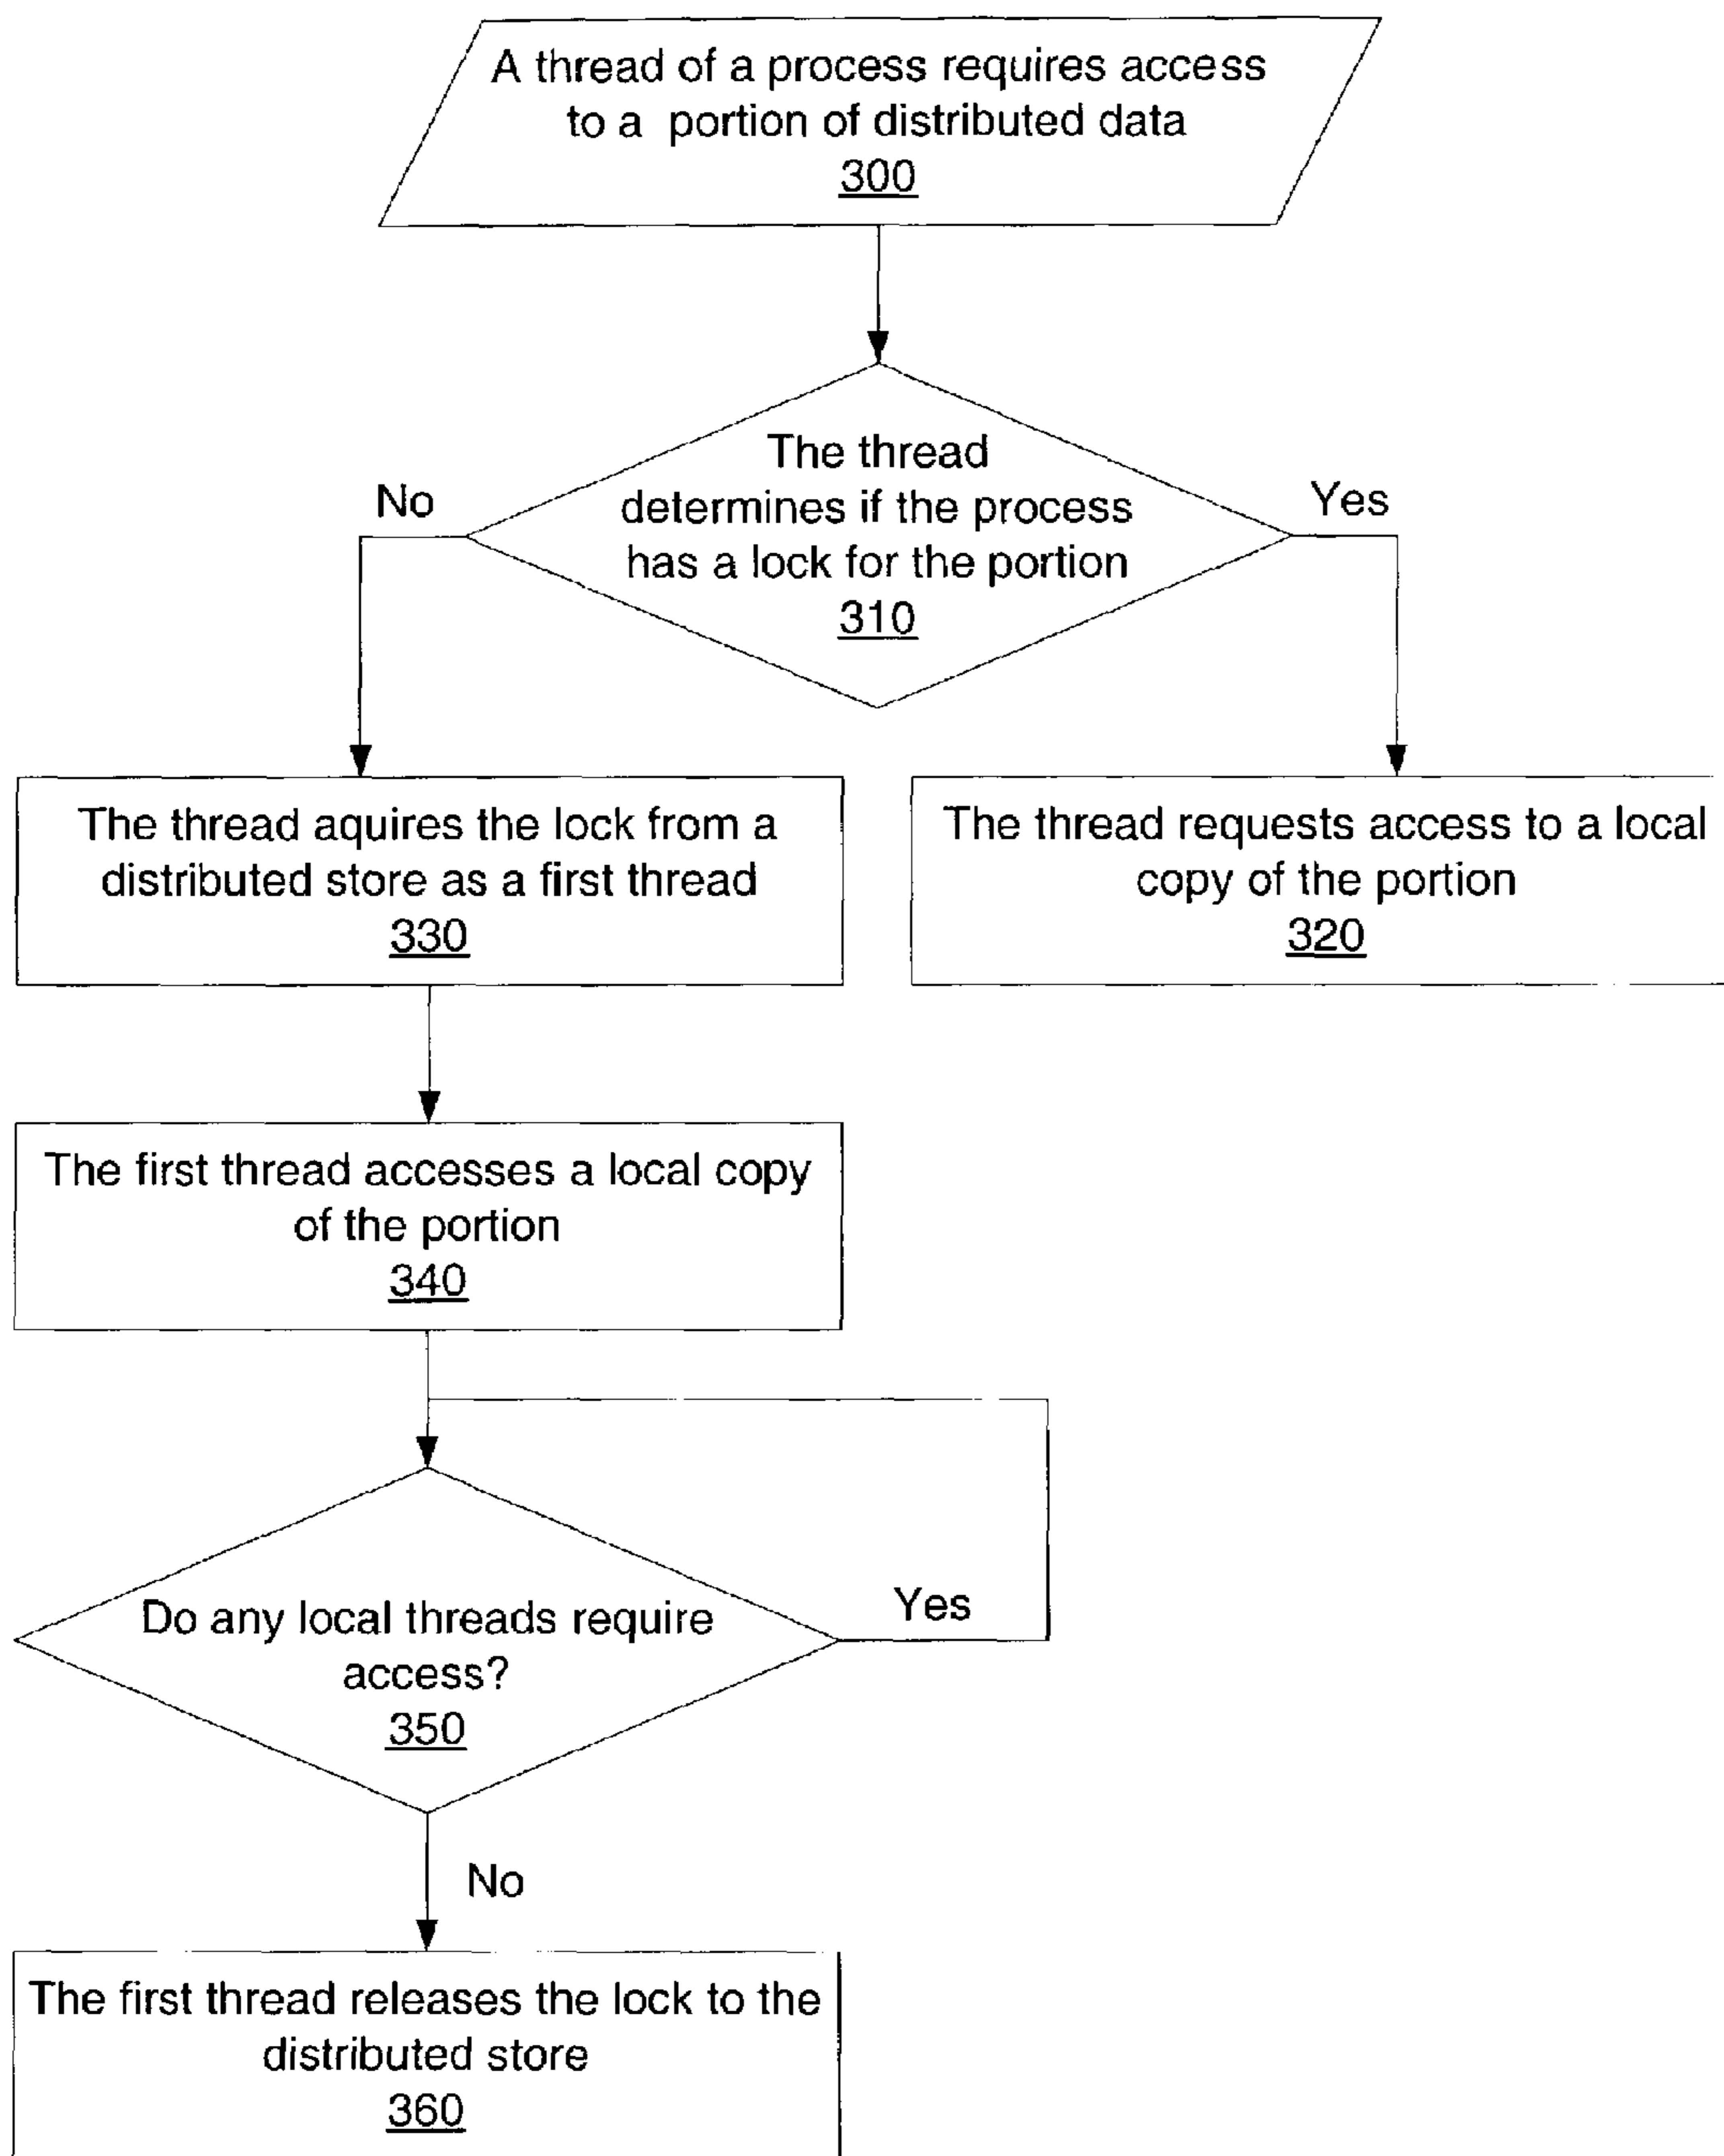 A thread of a process requires access
to a portion of distributed data
300
The thread
determines if the process
has a lock for the portion
310
No
Yes
The thread aquires the lock from a
distributed store as a first thread
330
The thread requests access to a local
copy of the portion
320
The first thread accesses a local copy
of the portion
340
Do any local threads require
access?
350
Yes
No
The first thread releases the lock to the
distributed store
360